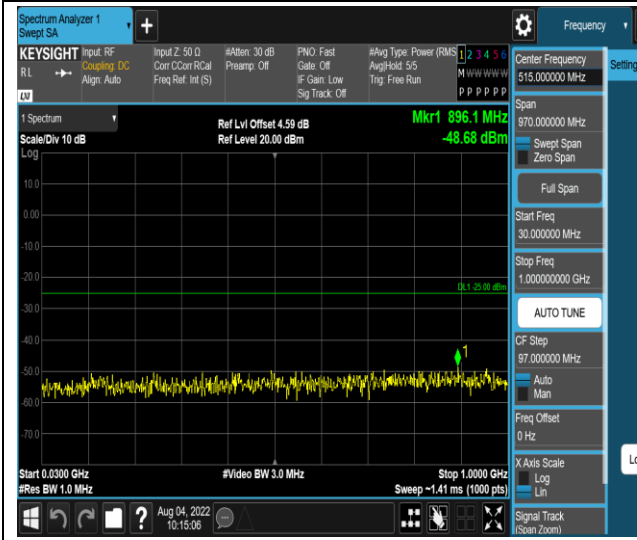 Spectrum Analyzer 1
Swept SA
+
Frequency
KEYSIGHT
RL
LXI
Input: RF
Coupling: DC
Align: Auto
Input Z: 50 Ω
Corr CCorr RCal
Freq Ref: Int (S)
#Atten: 30 dB
Preamp: Off
PNO: Fast
Gate: Off
IF Gain: Low
Sig Track: Off
#Avg Type: Power (RMS
Avg|Hold: 5/5
Trig: Free Run
1 2 3 4 5 6
M W W W W W
P P P P P P
1 Spectrum
Scale/Div 10 dB
Ref Lvl Offset 4.59 dB
Ref Level 20.00 dBm
Mkr1 896.1 MHz
-48.68 dBm
Log
10.0
0.00
-10.0
-20.0
DL1 -25.00 dBm
-30.0
-40.0
1
-50.0
-60.0
-70.0
Start 0.0300 GHz
#Res BW 1.0 MHz
#Video BW 3.0 MHz
Stop 1.0000 GHz
Sweep ~1.41 ms (1000 pts)
?
Aug 04, 2022
10:15:06
Center Frequency
515.000000 MHz
Span
970.000000 MHz
Swept Span
Zero Span
Full Span
Start Freq
30.000000 MHz
Stop Freq
1.000000000 GHz
AUTO TUNE
CF Step
97.000000 MHz
Auto
Man
Freq Offset
0 Hz
X Axis Scale
Log
Lin
Signal Track
(Span Zoom)
Setting
Lo